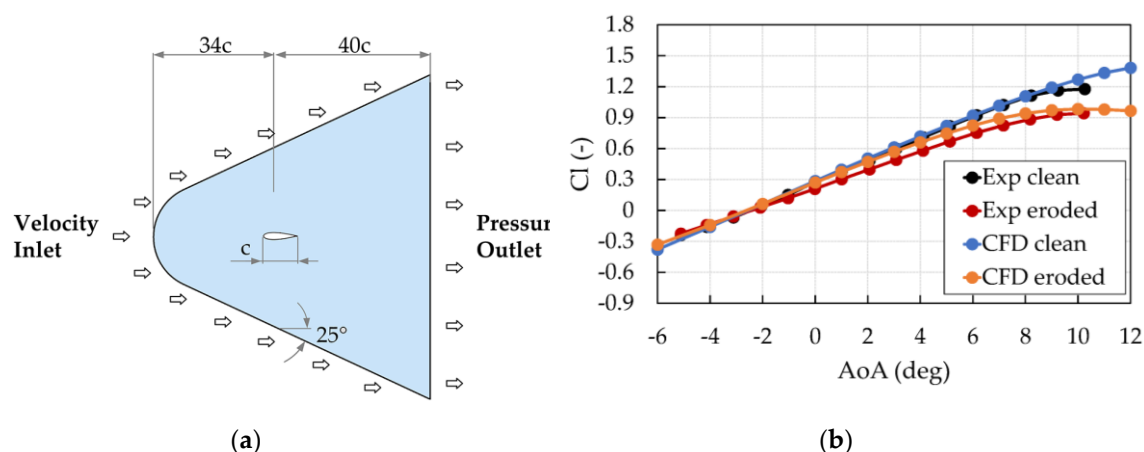 34c
40c
Velocity
Inlet
Pressur
Outlet
c
25°
(a)
Cl (-)
1.8
1.5
1.2
0.9
0.6
0.3
0
-0.3
-0.6
-0.9
-6
-4
-2
0
2
4
6
8
10
12
AoA (deg)
Exp clean
Exp eroded
CFD clean
CFD eroded
(b)